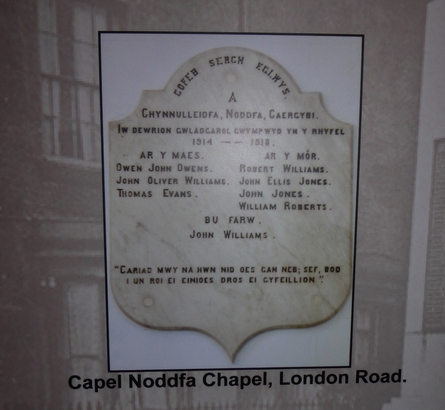 COFEB SERCH EGLWYS.
A
CHYNNULLEIDFA, NODDFA, CAERGYBI.
I'W DEWRION GWLADGAROL GWYMPWYD YN Y RHYFEL
1914 — — 1918.
AR Y MAES. AR Y MÔR.
OWEN JOHN OWENS. ROBERT WILLIAMS.
JOHN OLIVER WILLIAMS. JOHN ELLIS JONES.
THOMAS EVANS. JOHN JONES.
WILLIAM ROBERTS.
BU FARW.
JOHN WILLIAMS.
"CARIAD MWY NA HWN NID OES GAN NEB; SEF, BOD
I UN ROI EI EINIOES DROS EI GYFEILLION".
Capel Noddfa Chapel, London Road.